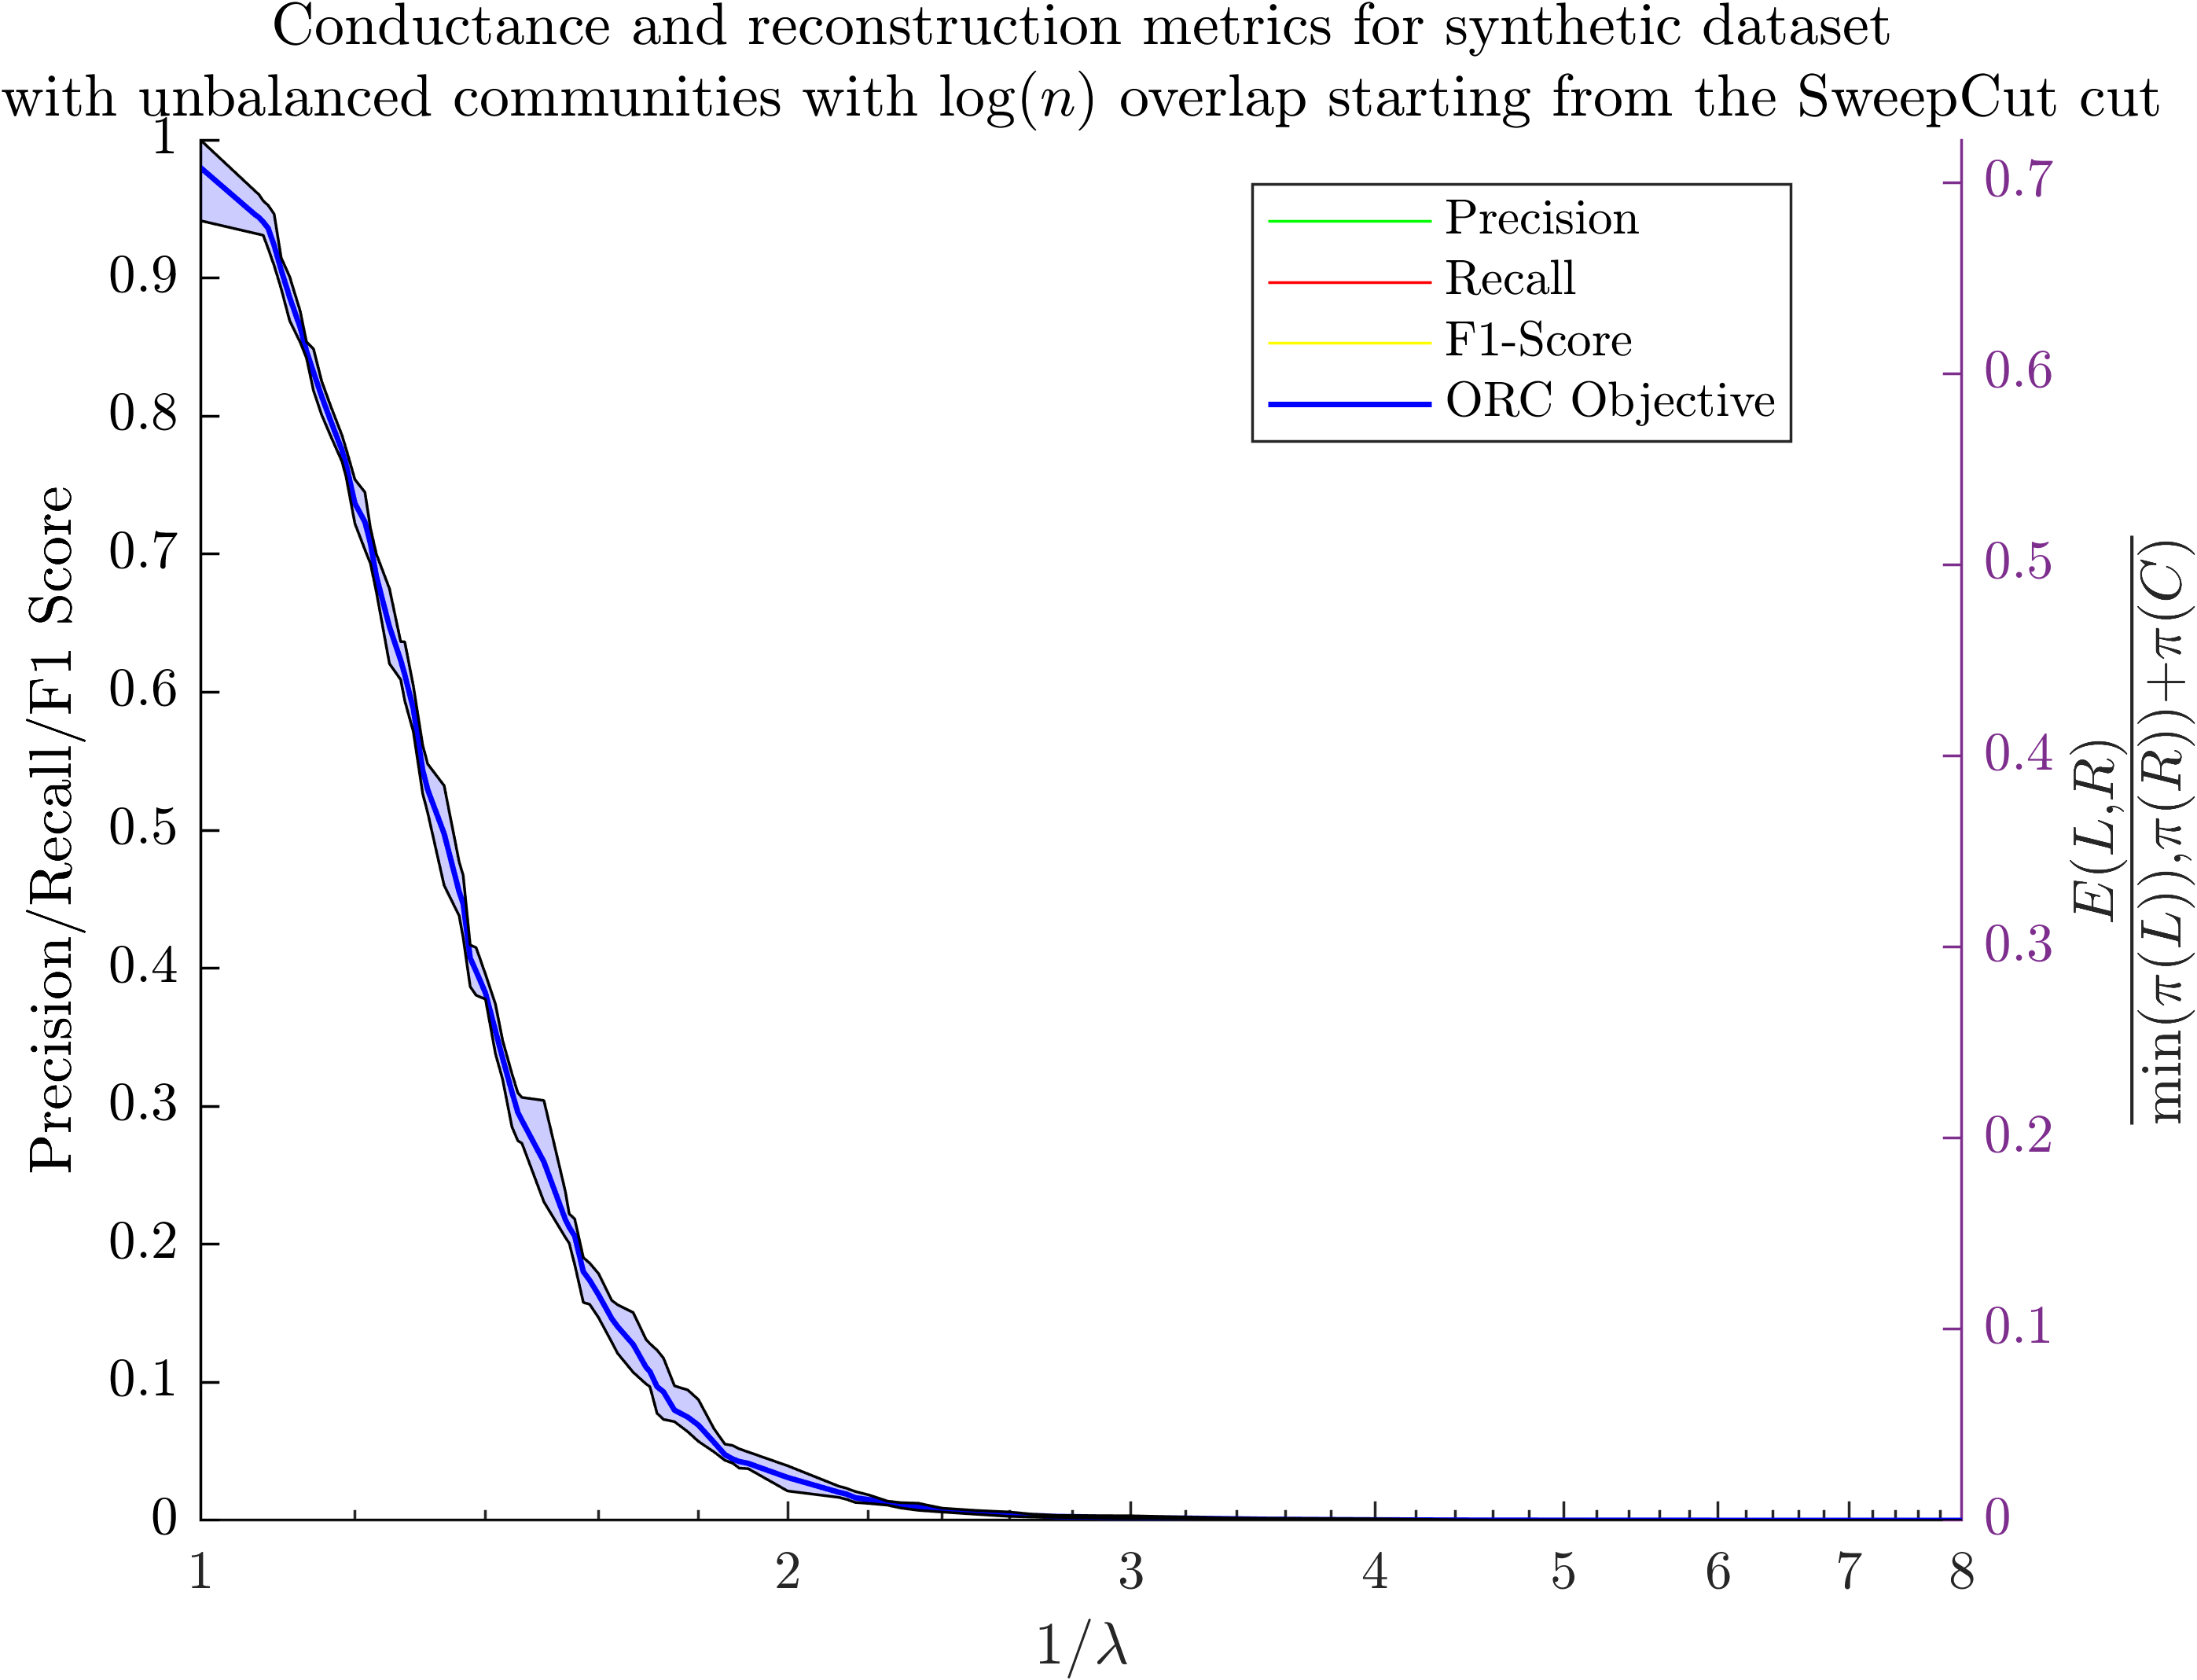 Conductance and reconstruction metrics for synthetic dataset
with unbalanced communities with log(n) overlap starting from the SweepCut cut
Precision/Recall/F1 Score
1
0.9
0.8
0.7
0.6
0.5
0.4
0.3
0.2
0.1
0
Precision
Recall
F1-Score
ORC Objective
0.7
0.6
0.5
0.4
0.3
0.2
0.1
0
E(L,R)
min(π(L)),π(R))+π(C)
1 2 3 4 5 6 7 8
1/λ